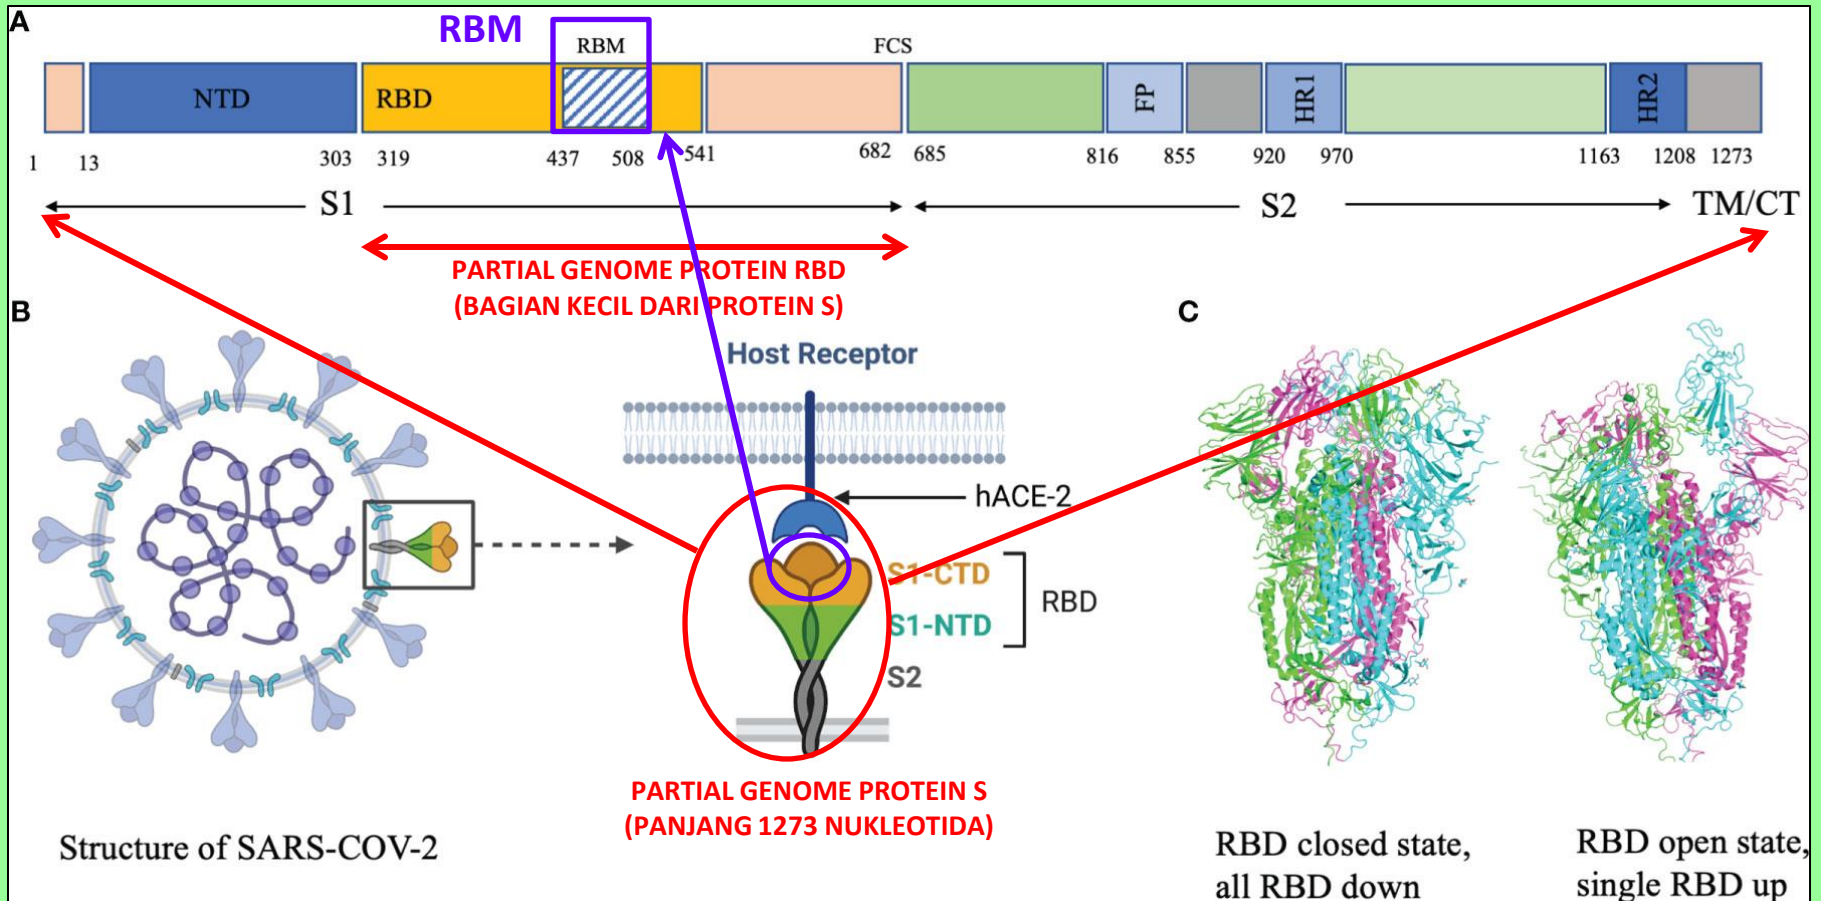 A
RBM
RBM
FCS
NTD
RBD
FP
HR1
HR2
1 13 303 319 437 508 541 682 685 816 855 920 970 1163 1208 1273
S1
S2
TM/CT
PARTIAL GENOME PROTEIN RBD
(BAGIAN KECIL DARI PROTEIN S)
B
C
Host Receptor
hACE-2
S1-CTD
RBD
S1-NTD
S2
PARTIAL GENOME PROTEIN S
(PANJANG 1273 NUKLEOTIDA)
Structure of SARS-COV-2
RBD closed state,
all RBD down
RBD open state,
single RBD up